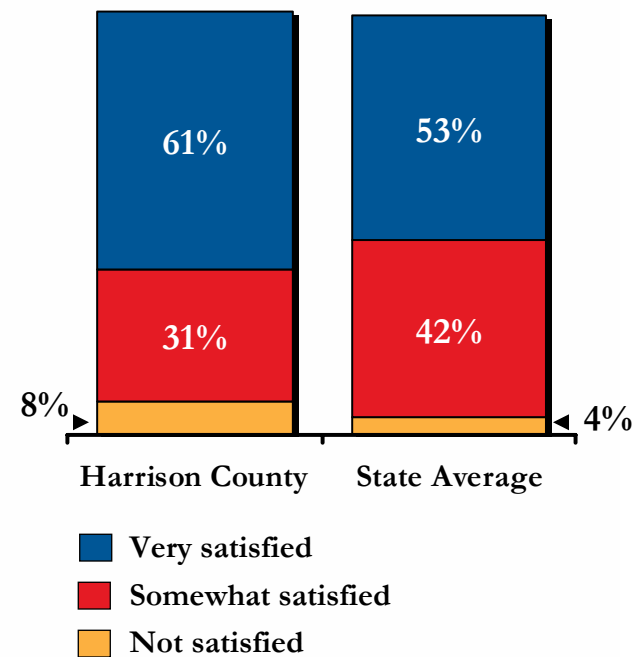 61%
53%
31%
42%
8%
4%
Harrison County
State Average
Very satisfied
Somewhat satisfied
Not satisfied